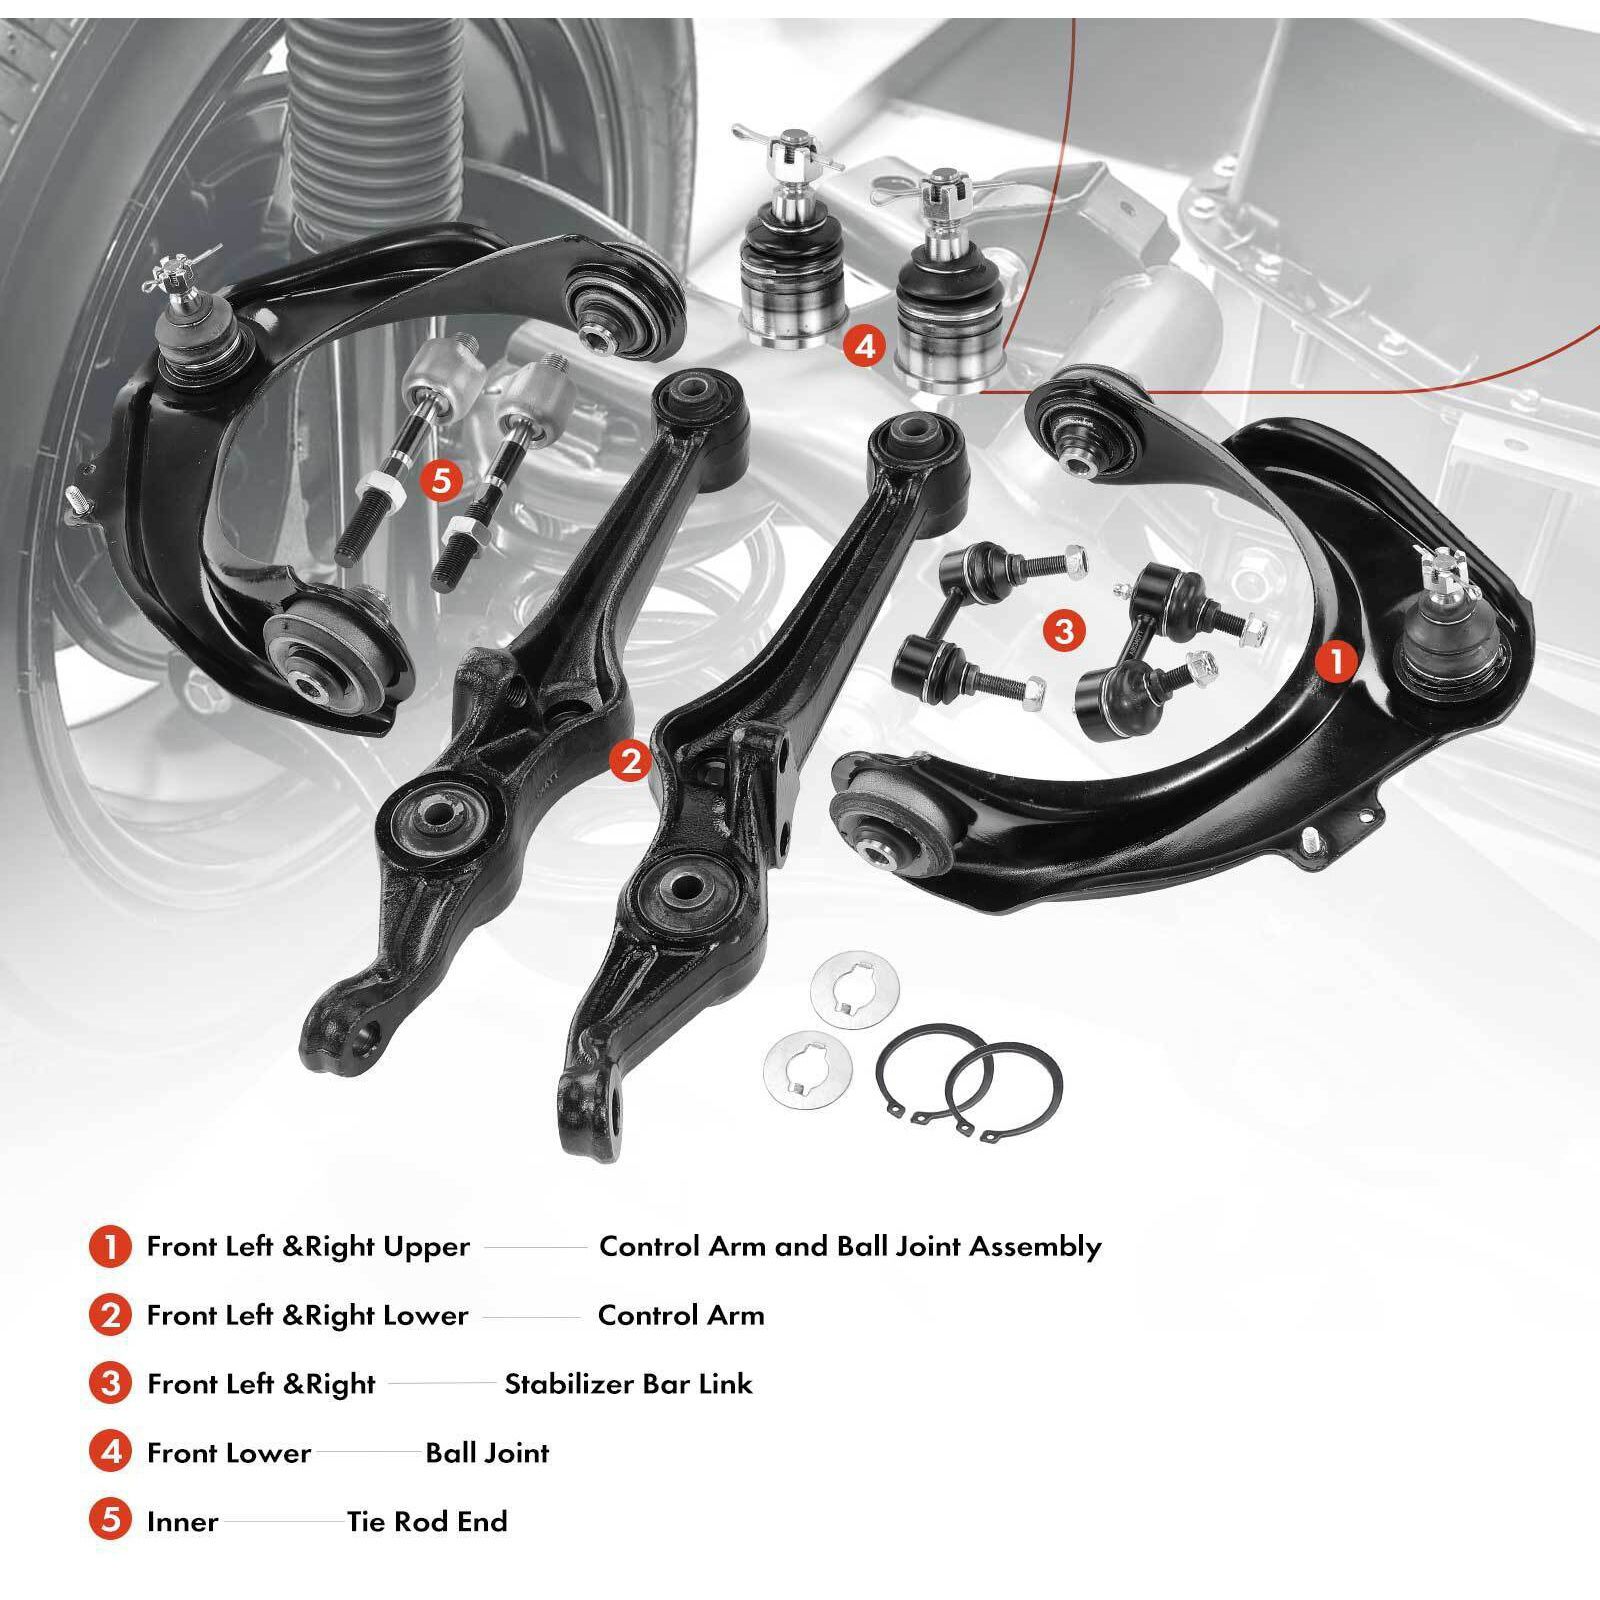 4
5
3
1
2
1 Front Left &Right Upper Control Arm and Ball Joint Assembly
2 Front Left &Right Lower Control Arm
3 Front Left &Right Stabilizer Bar Link
4 Front Lower Ball Joint
5 Inner Tie Rod End